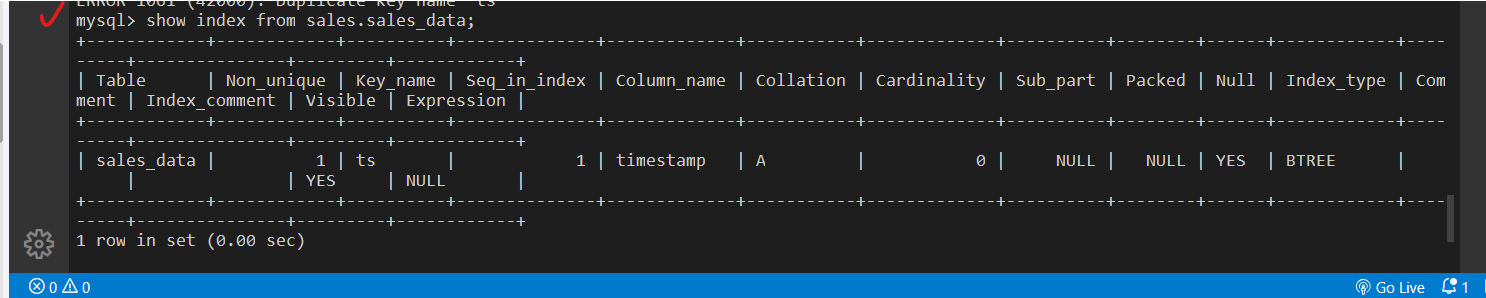 ERROR 1061 (42000): Duplicate key name 'ts'
mysql> show index from sales.sales_data;
+------------+------------+----------+--------------+-------------+-----------+-------------+----------+--------+------+------------+----
-----+---------------+---------+------------+
| Table      | Non_unique | Key_name | Seq_in_index | Column_name | Collation | Cardinality | Sub_part | Packed | Null | Index_type | Com
ment | Index_comment | Visible | Expression |
+------------+------------+----------+--------------+-------------+-----------+-------------+----------+--------+------+------------+----
-----+---------------+---------+------------+
| sales_data |          1 | ts       |            1 | timestamp   | A         |           0 |     NULL |   NULL | YES  | BTREE      |
     |               | YES     | NULL       |
+------------+------------+----------+--------------+-------------+-----------+-------------+----------+--------+------+------------+----
-----+---------------+---------+------------+
1 row in set (0.00 sec)
0 0 Go Live 1